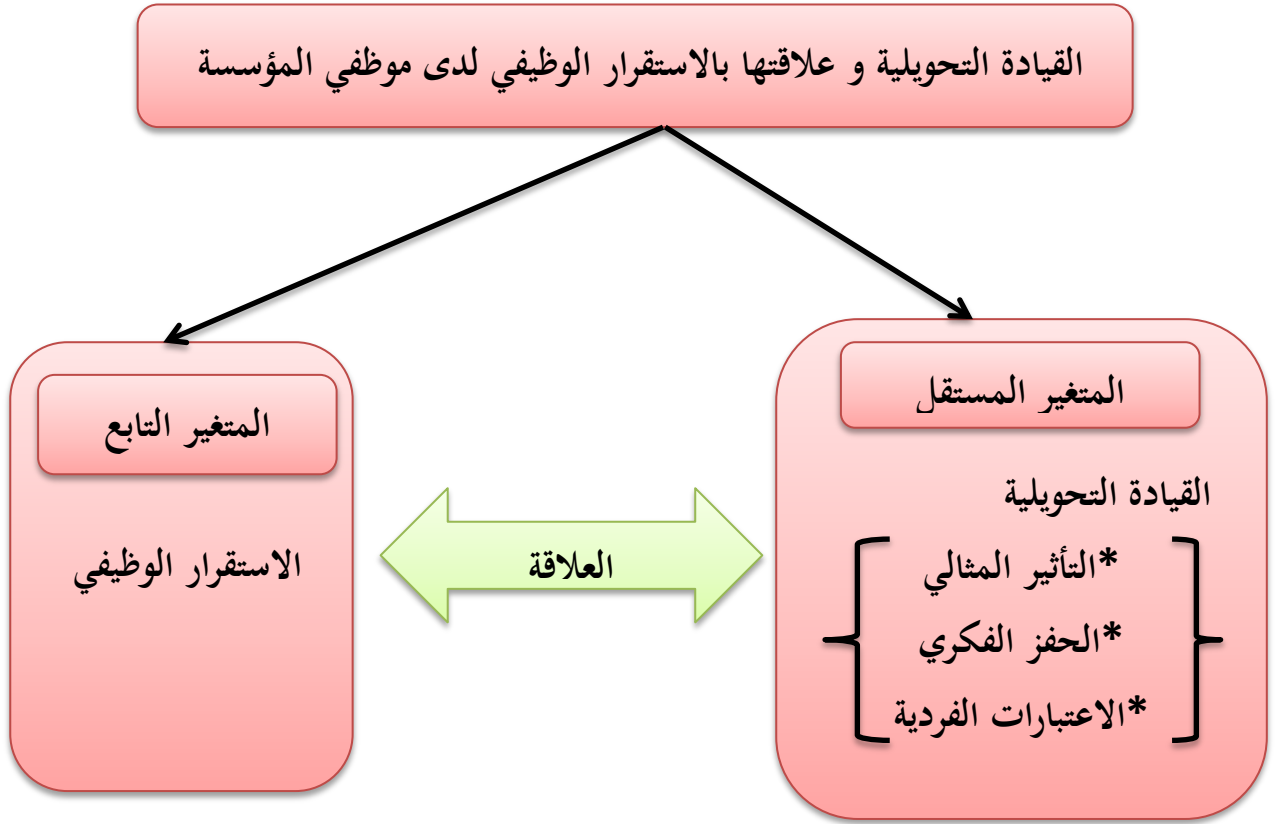 القيادة التحويلية و علاقتها بالاستقرار الوظيفي لدى موظفي المؤسسة
المتغير المستقل
القيادة التحويلية
*التأثير المثالي
*الحفز الفكري
*الاعتبارات الفردية
العلاقة
المتغير التابع
الاستقرار الوظيفي